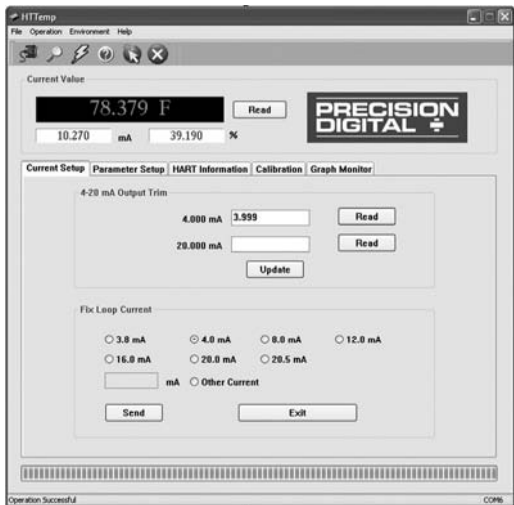 HTTemp
File Operation Environment Help
Current Value
78.379 F
Read
PRECISION
DIGITAL
10.270 mA 39.190 %
Current Setup Parameter Setup HART Information Calibration Graph Monitor
4-20 mA Output Trim
4.000 mA 3.999 Read
20.000 mA Read
Update
Fix Loop Current
3.8 mA 4.0 mA 8.0 mA 12.0 mA
16.0 mA 20.0 mA 20.5 mA
mA Other Current
Send Exit
Operation Successful COM6